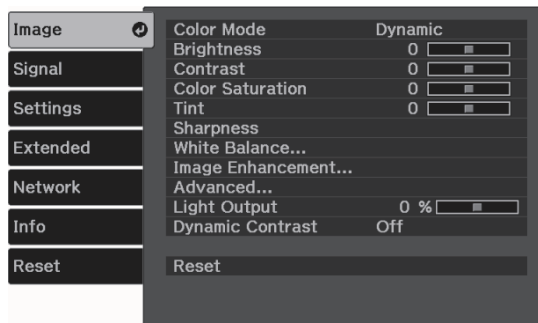 Image
Signal
Settings
Extended
Network
Info
Reset
Color Mode Dynamic
Brightness 0
Contrast 0
Color Saturation 0
Tint 0
Sharpness
White Balance...
Image Enhancement...
Advanced...
Light Output 0 %
Dynamic Contrast Off
Reset